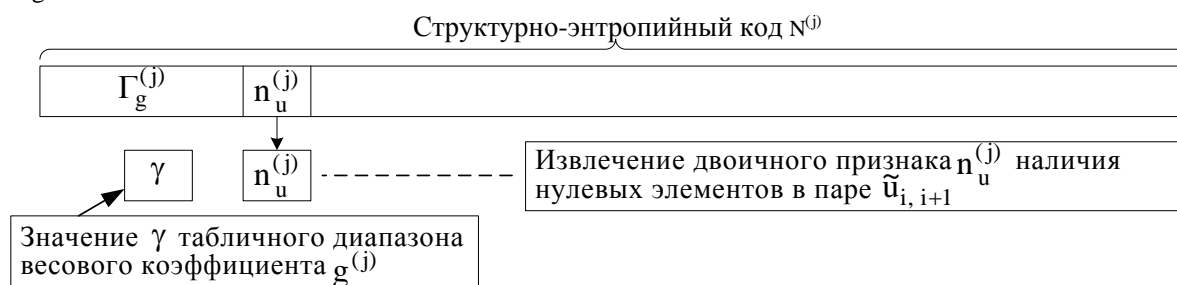 Структурно-энтропийный код N^(j)
Γ_g^(j) n_u^(j)
γ n_u^(j)
Извлечение двоичного признака n_u^(j) наличия
нулевых элементов в паре ũ_i, i+1
Значение γ табличного диапазона
весового коэффициента g^(j)